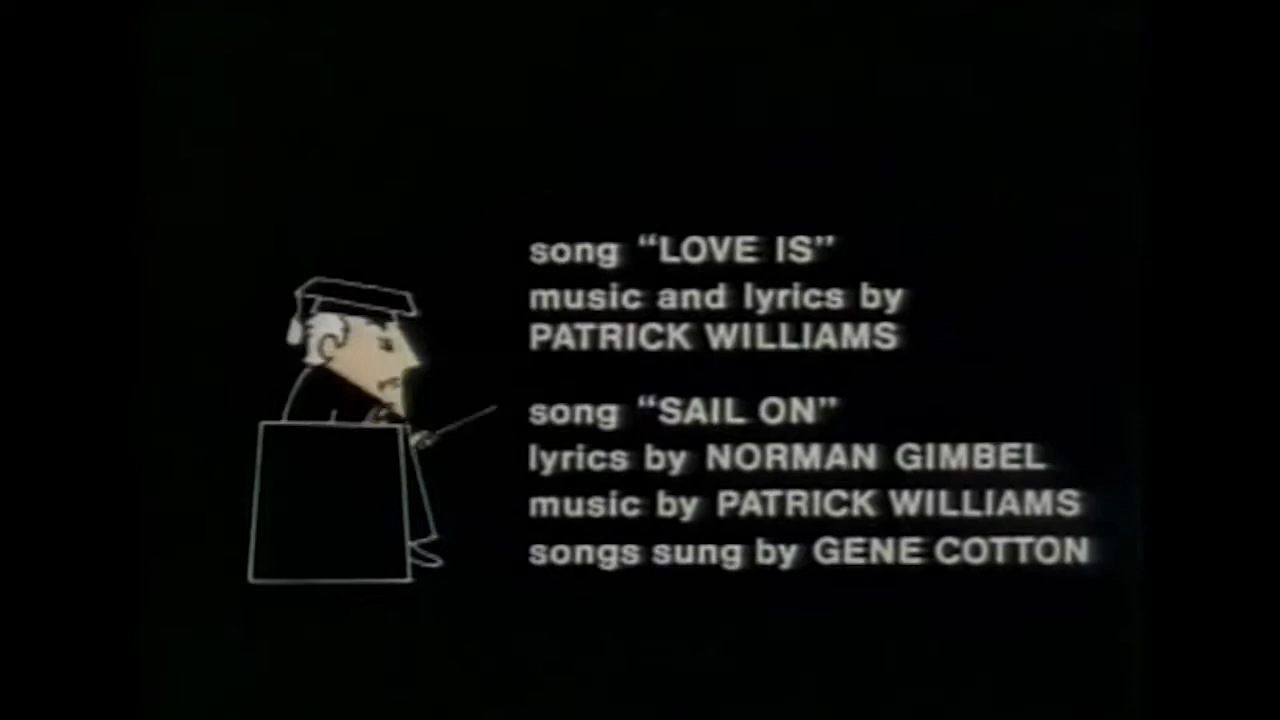 song “LOVE IS”
music and lyrics by
PATRICK WILLIAMS
song “SAIL ON”
lyrics by NORMAN GIMBEL
music by PATRICK WILLIAMS
songs sung by GENE COTTON